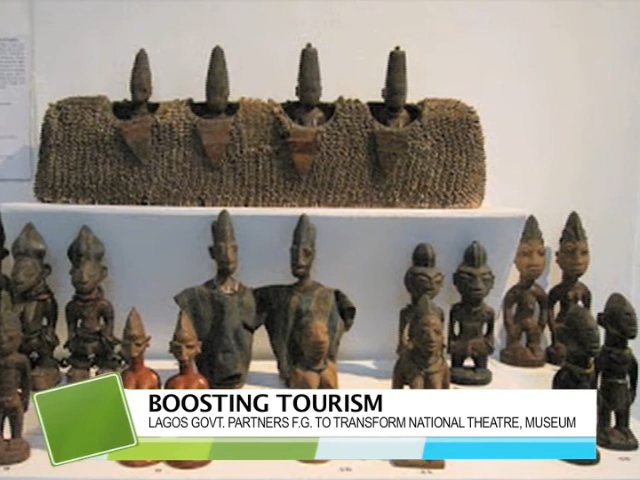 BOOSTING TOURISM
LAGOS GOVT. PARTNERS F.G. TO TRANSFORM NATIONAL THEATRE, MUSEUM